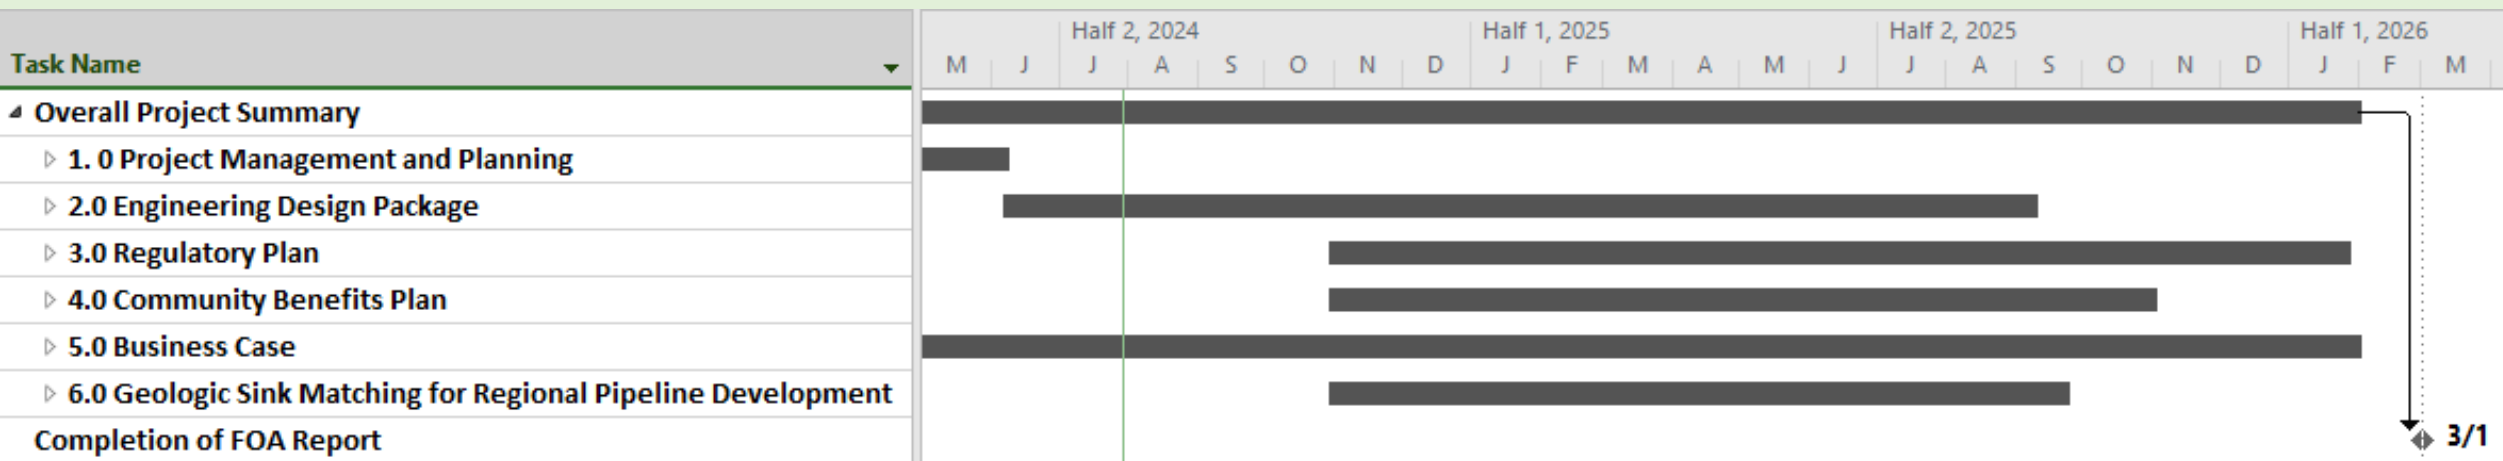 Half 2, 2024 Half 1, 2025 Half 2, 2025 Half 1, 2026
Task Name M J J A S O N D J F M A M J J A S O N D J F M
Overall Project Summary
1. 0 Project Management and Planning
2.0 Engineering Design Package
3.0 Regulatory Plan
4.0 Community Benefits Plan
5.0 Business Case
6.0 Geologic Sink Matching for Regional Pipeline Development
Completion of FOA Report 3/1